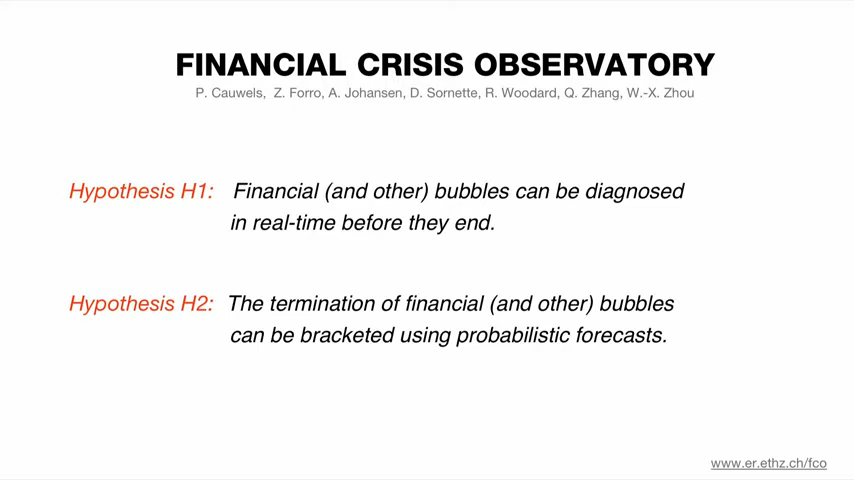 FINANCIAL CRISIS OBSERVATORY
P. Cauwels, Z. Forro, A. Johansen, D. Sornette, R. Woodard, Q. Zhang, W.-X. Zhou
Hypothesis H1: Financial (and other) bubbles can be diagnosed
in real-time before they end.
Hypothesis H2: The termination of financial (and other) bubbles
can be bracketed using probabilistic forecasts.
www.er.ethz.ch/fco